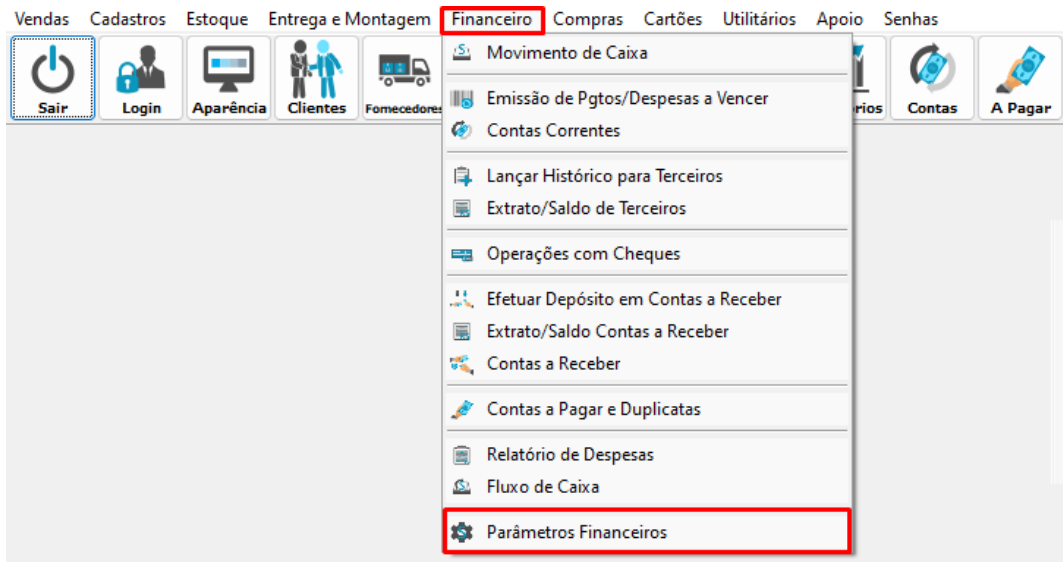 Vendas Cadastros Estoque Entrega e Montagem Financeiro Compras Cartões Utilitários Apoio Senhas
Sair Login Aparência Clientes Fornecedores Contas A Pagar
Movimento de Caixa
Emissão de Pgtos/Despesas a Vencer
Contas Correntes
Lançar Histórico para Terceiros
Extrato/Saldo de Terceiros
Operações com Cheques
Efetuar Depósito em Contas a Receber
Extrato/Saldo Contas a Receber
Contas a Receber
Contas a Pagar e Duplicatas
Relatório de Despesas
Fluxo de Caixa
Parâmetros Financeiros